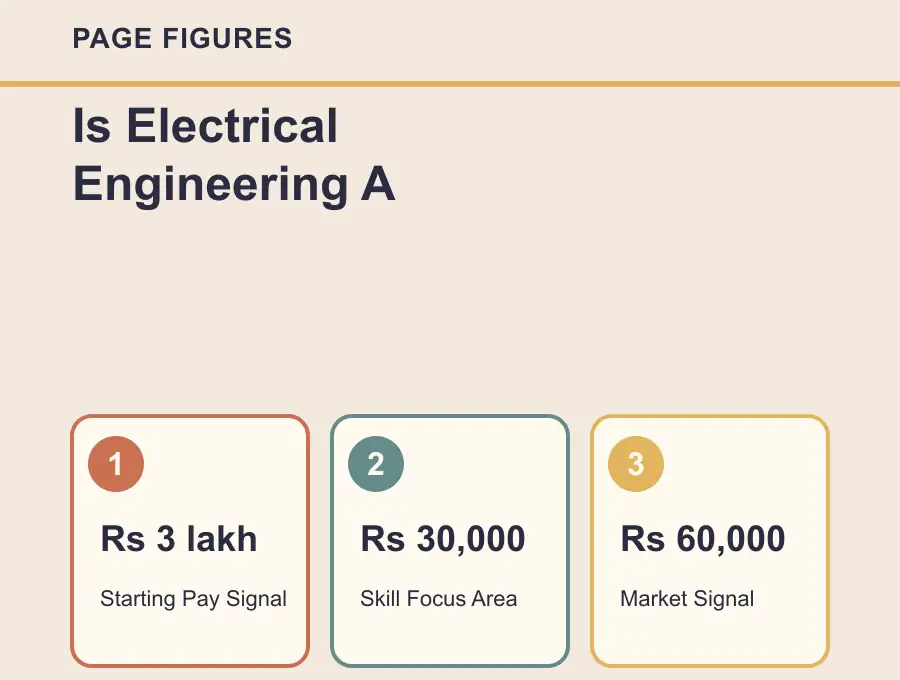 PAGE FIGURES
Is Electrical
Engineering A
1
Rs 3 lakh
Starting Pay Signal
2
Rs 30,000
Skill Focus Area
3
Rs 60,000
Market Signal